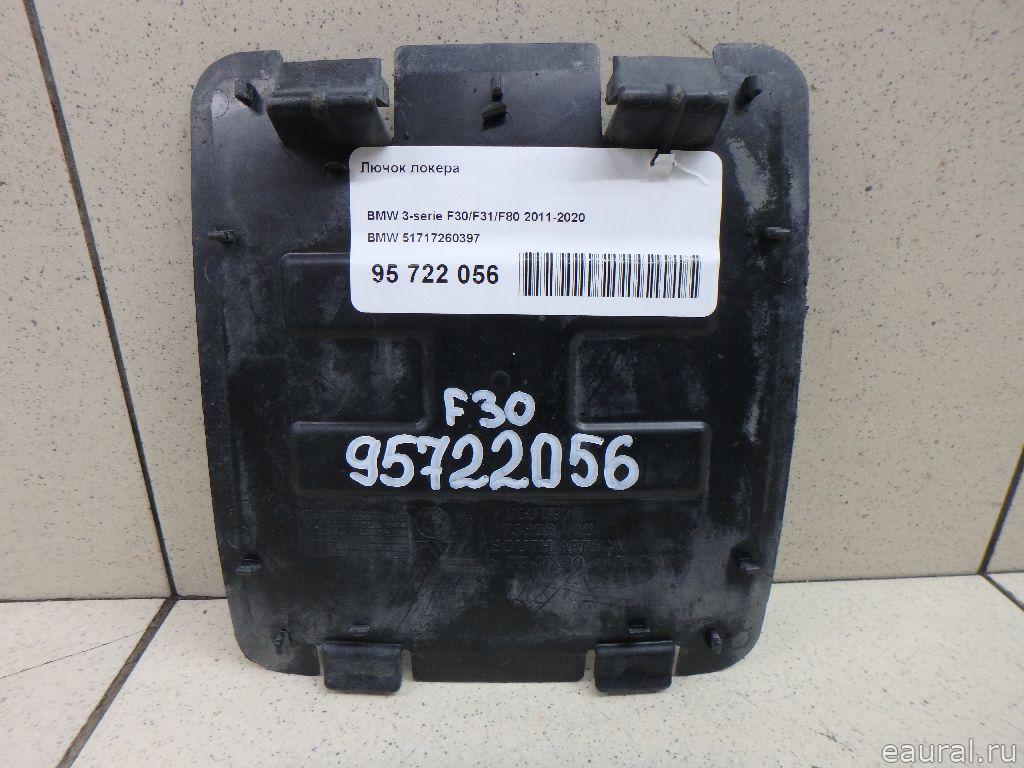 Лючок локера
BMW 3-serie F30/F31/F80 2011-2020
BMW 51717260397
95 722 056
F30
95722056
SOUTH AFRIKA
eaural.ru